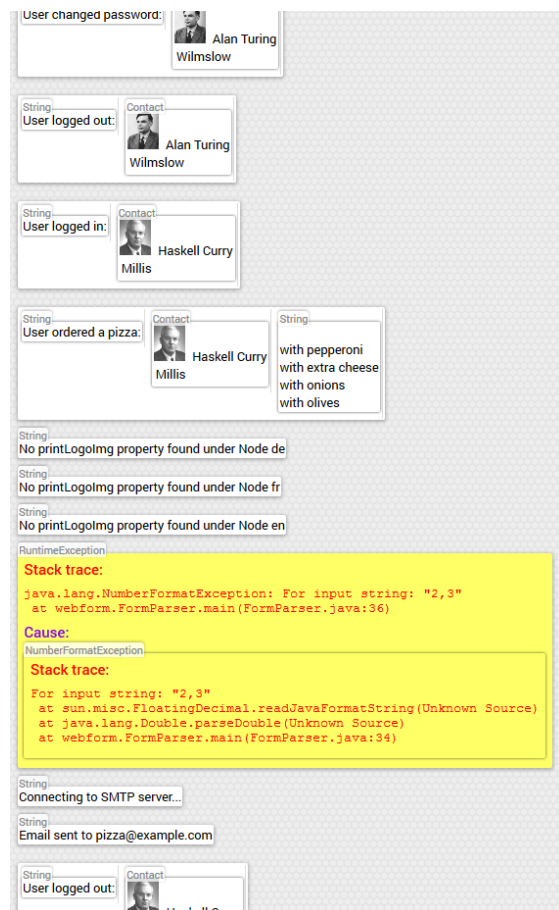 User changed password:
Alan Turing
Wilmslow
String
Contact
User logged out:
Alan Turing
Wilmslow
String
Contact
User logged in:
Haskell Curry
Millis
String
Contact
String
User ordered a pizza:
Haskell Curry
Millis
with pepperoni
with extra cheese
with onions
with olives
String
No printLogoImg property found under Node de
String
No printLogoImg property found under Node fr
String
No printLogoImg property found under Node en
RuntimeException
Stack trace:
java.lang.NumberFormatException: For input string: "2,3"
at webform.FormParser.main(FormParser.java:36)
Cause:
NumberFormatException
Stack trace:
For input string: "2,3"
at sun.misc.FloatingDecimal.readJavaFormatString(Unknown Source)
at java.lang.Double.parseDouble(Unknown Source)
at webform.FormParser.main(FormParser.java:34)
String
Connecting to SMTP server...
String
Email sent to pizza@example.com
String
Contact
User logged out: